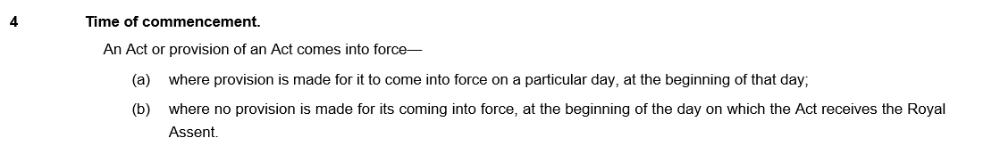 4 Time of commencement.
An Act or provision of an Act comes into force—
(a) where provision is made for it to come into force on a particular day, at the beginning of that day;
(b) where no provision is made for its coming into force, at the beginning of the day on which the Act receives the Royal
Assent.